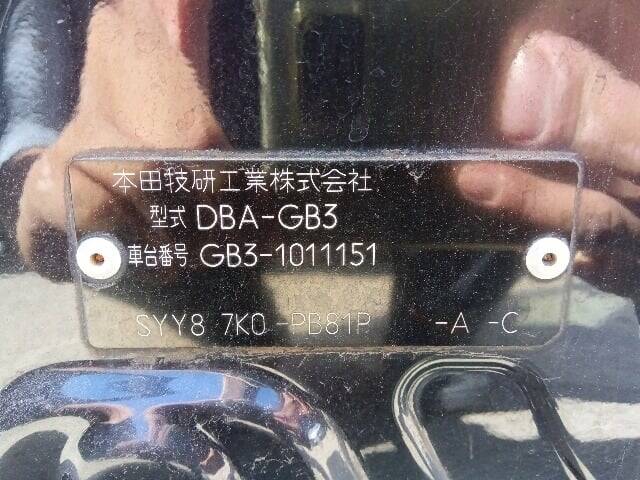 本田技研工業株式会社
型式 DBA-GB3
車台番号 GB3-1011151
SYY8 7K0 -PB81P -A -C